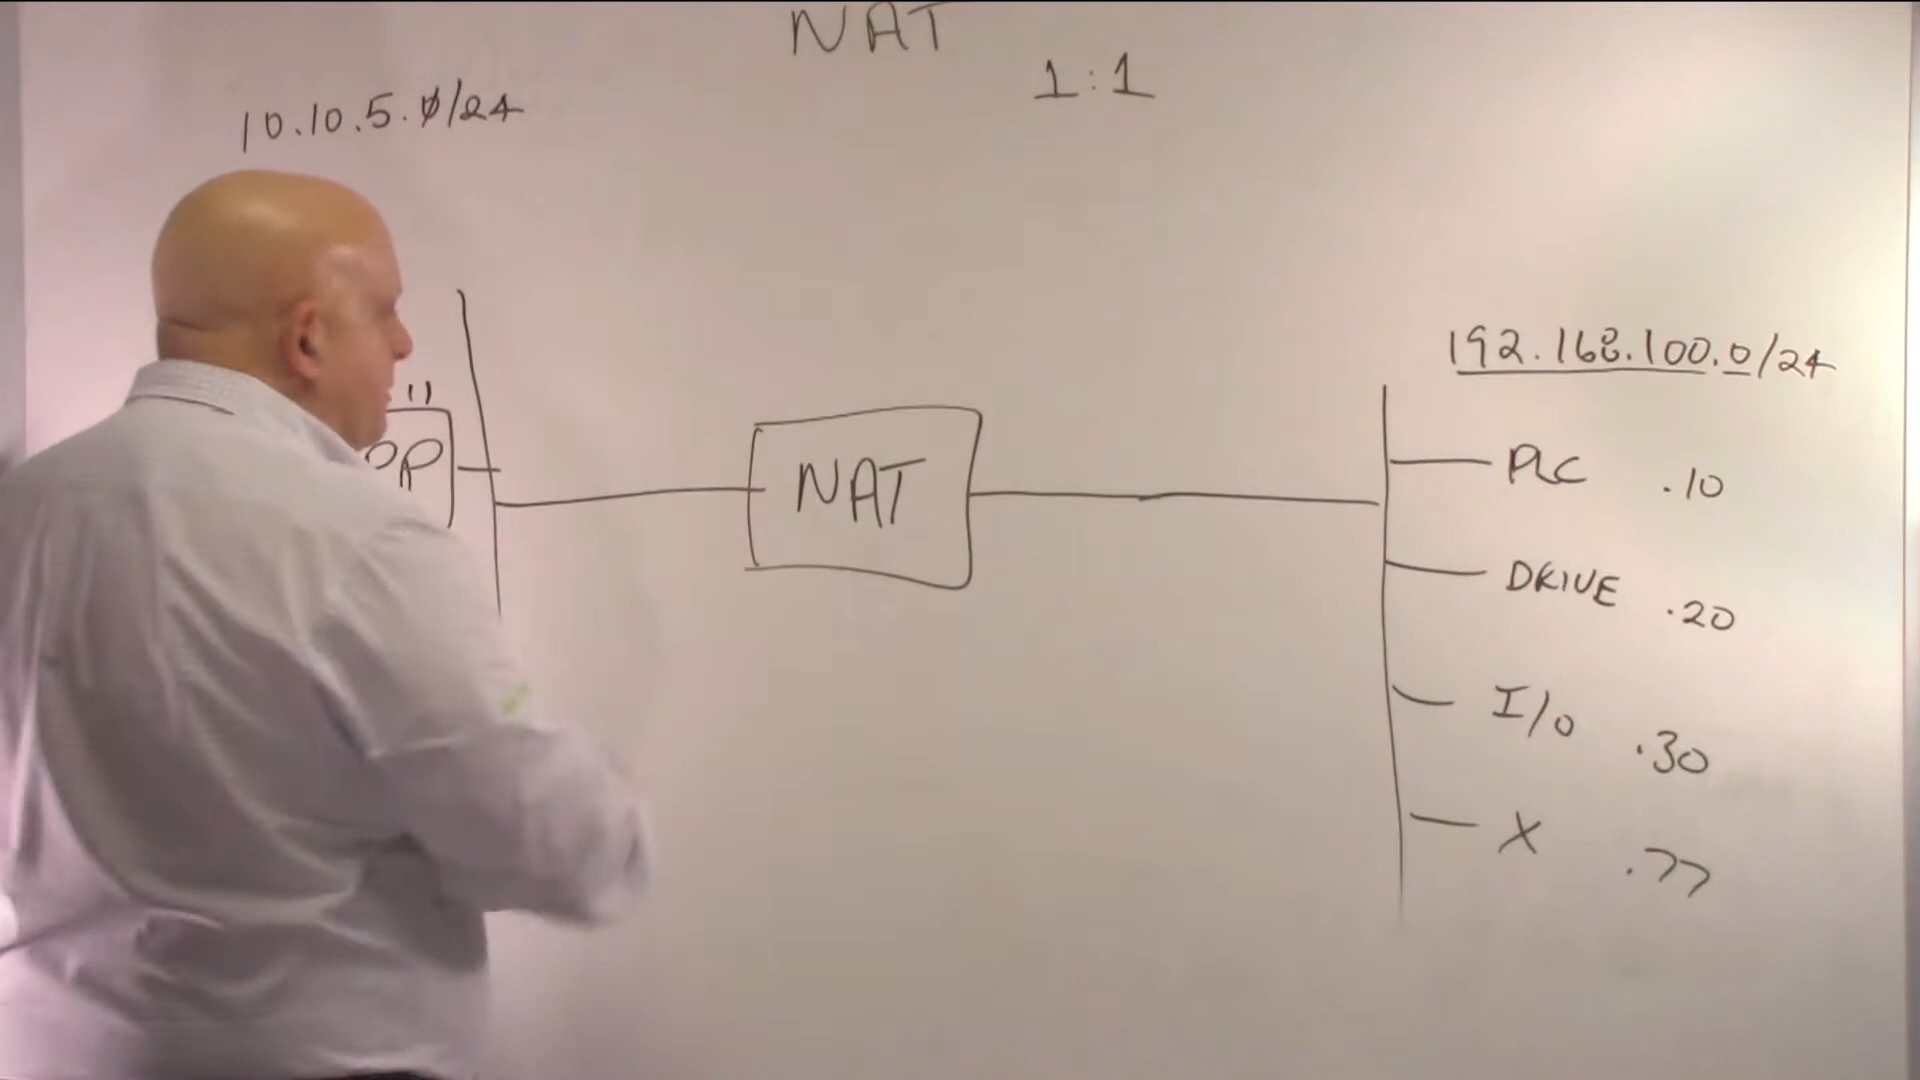 NAT
1:1
10.10.5.0/24
192.168.100.0/24
NAT
PLC .10
DRIVE .20
I/O .30
X .77